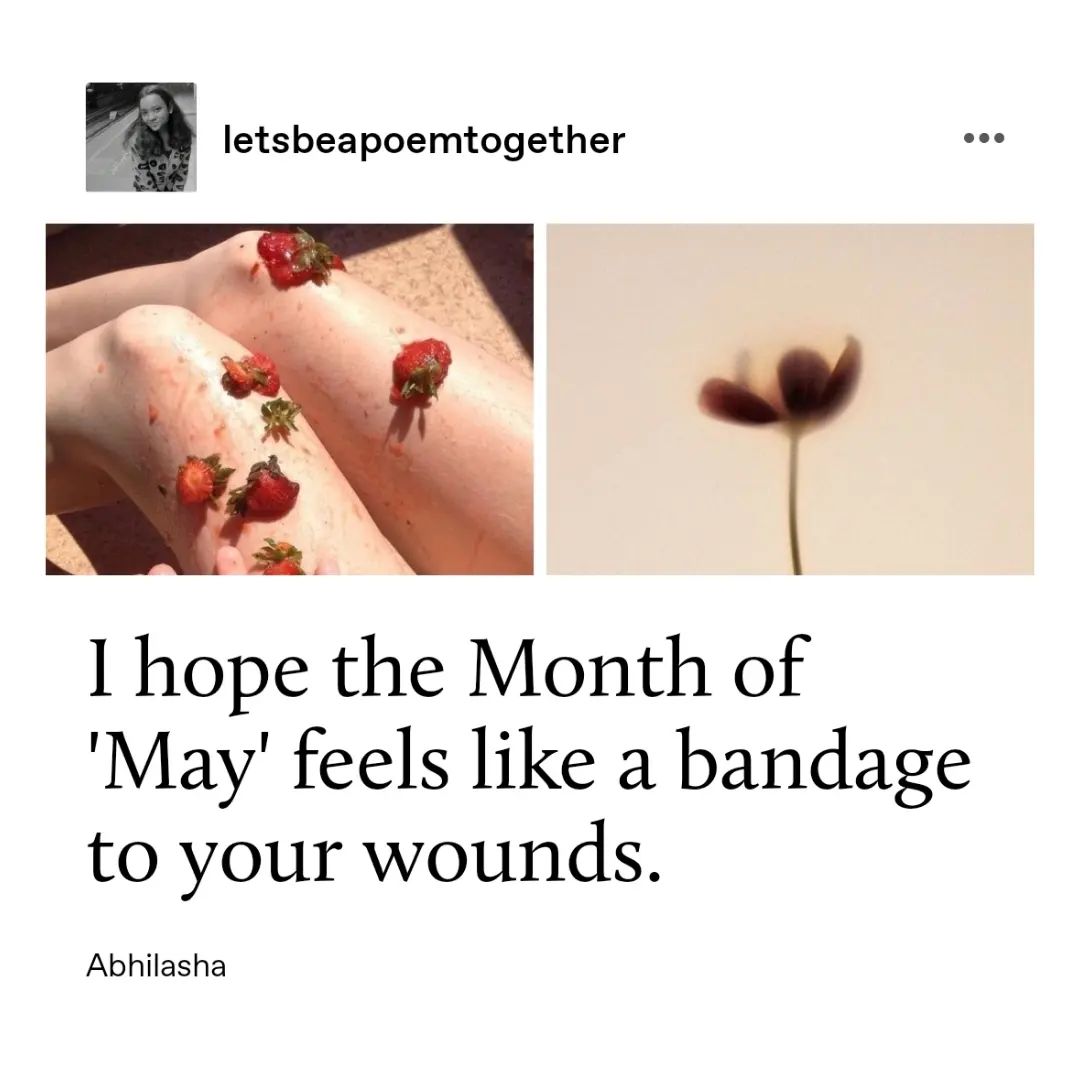 letsbeapoemtogether
I hope the Month of
'May' feels like a bandage
to your wounds.
Abhilasha